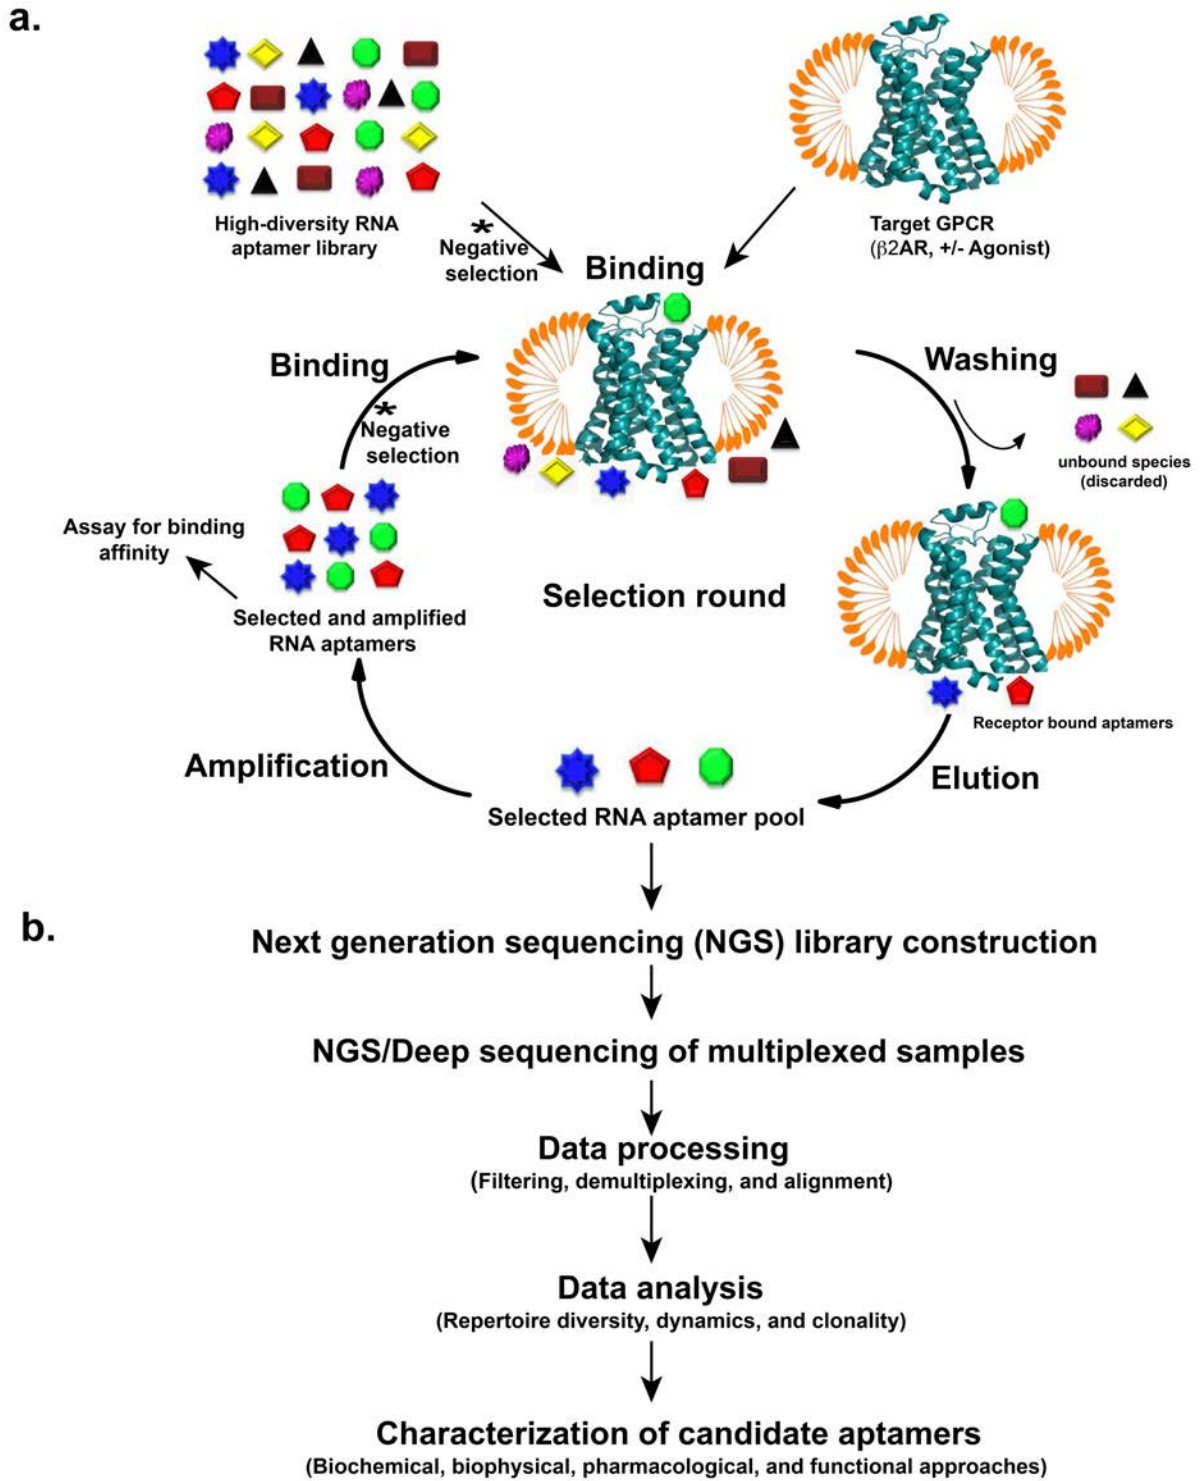 a.
High-diversity RNA
aptamer library
*
Negative
selection
Target GPCR
(β2AR, +/- Agonist)
Binding
Binding
*
Negative
selection
Washing
unbound species
(discarded)
Assay for binding
affinity
Selected and amplified
RNA aptamers
Selection round
Receptor bound aptamers
Amplification
Elution
Selected RNA aptamer pool
b.
Next generation sequencing (NGS) library construction
NGS/Deep sequencing of multiplexed samples
Data processing
(Filtering, demultiplexing, and alignment)
Data analysis
(Repertoire diversity, dynamics, and clonality)
Characterization of candidate aptamers
(Biochemical, biophysical, pharmacological, and functional approaches)